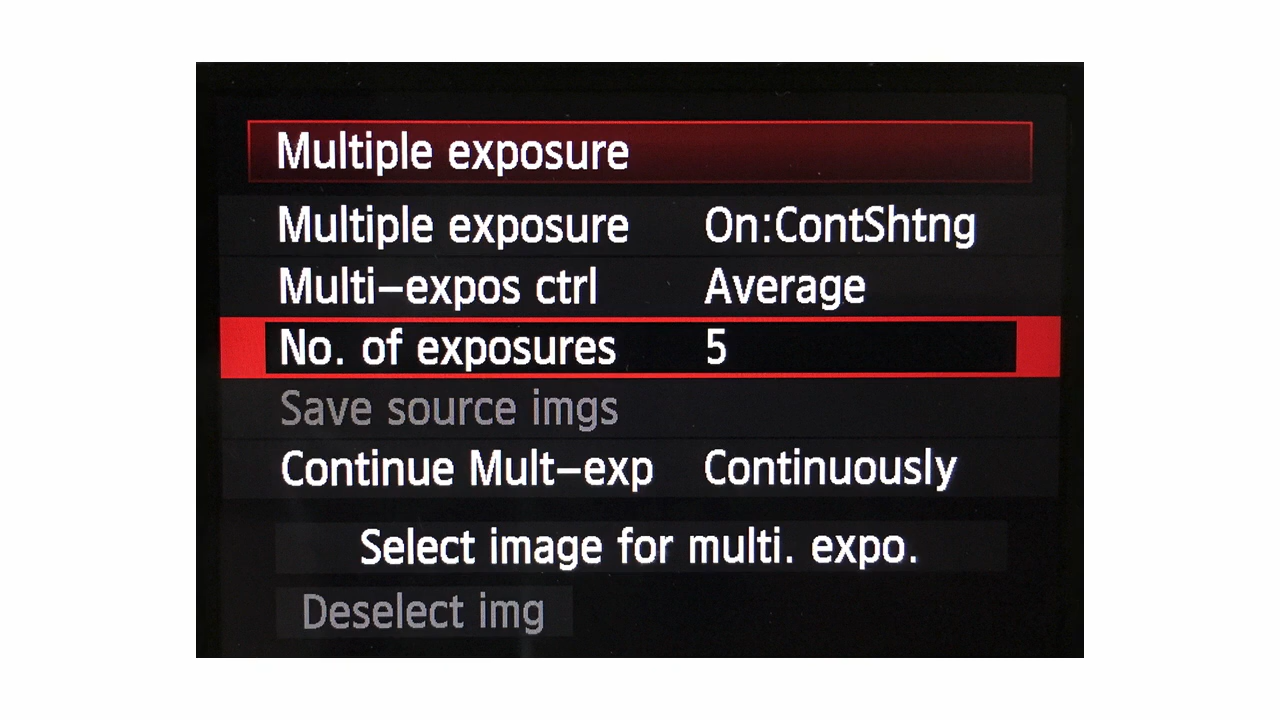 Multiple exposure
Multiple exposure On:ContShtng
Multi-expos ctrl Average
No. of exposures 5
Save source imgs
Continue Mult-exp Continuously
Select image for multi. expo.
Deselect img